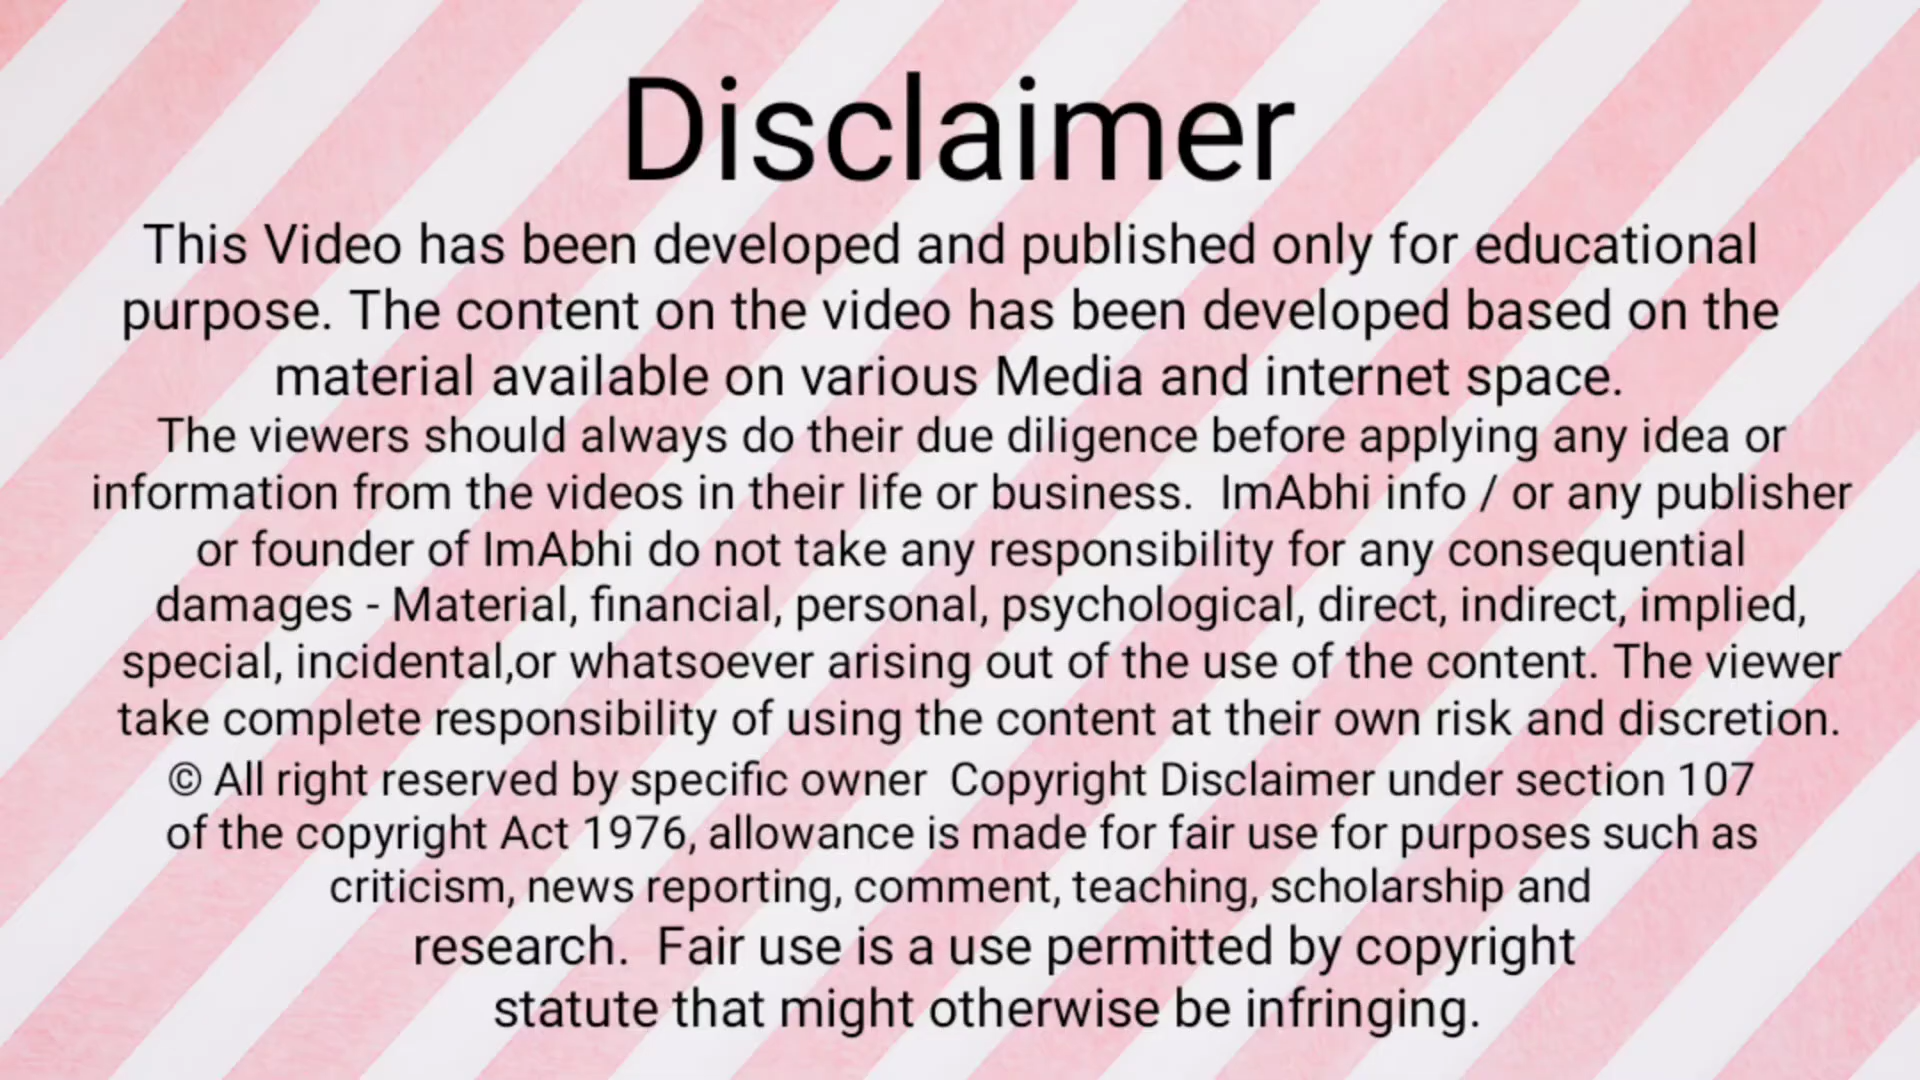 Disclaimer
This Video has been developed and published only for educational
purpose. The content on the video has been developed based on the
material available on various Media and internet space.
The viewers should always do their due diligence before applying any idea or
information from the videos in their life or business.  ImAbhi info / or any publisher
or founder of ImAbhi do not take any responsibility for any consequential
damages - Material, financial, personal, psychological, direct, indirect, implied,
special, incidental,or whatsoever arising out of the use of the content. The viewer
take complete responsibility of using the content at their own risk and discretion.
© All right reserved by specific owner  Copyright Disclaimer under section 107
of the copyright Act 1976, allowance is made for fair use for purposes such as
criticism, news reporting, comment, teaching, scholarship and
research.  Fair use is a use permitted by copyright
statute that might otherwise be infringing.